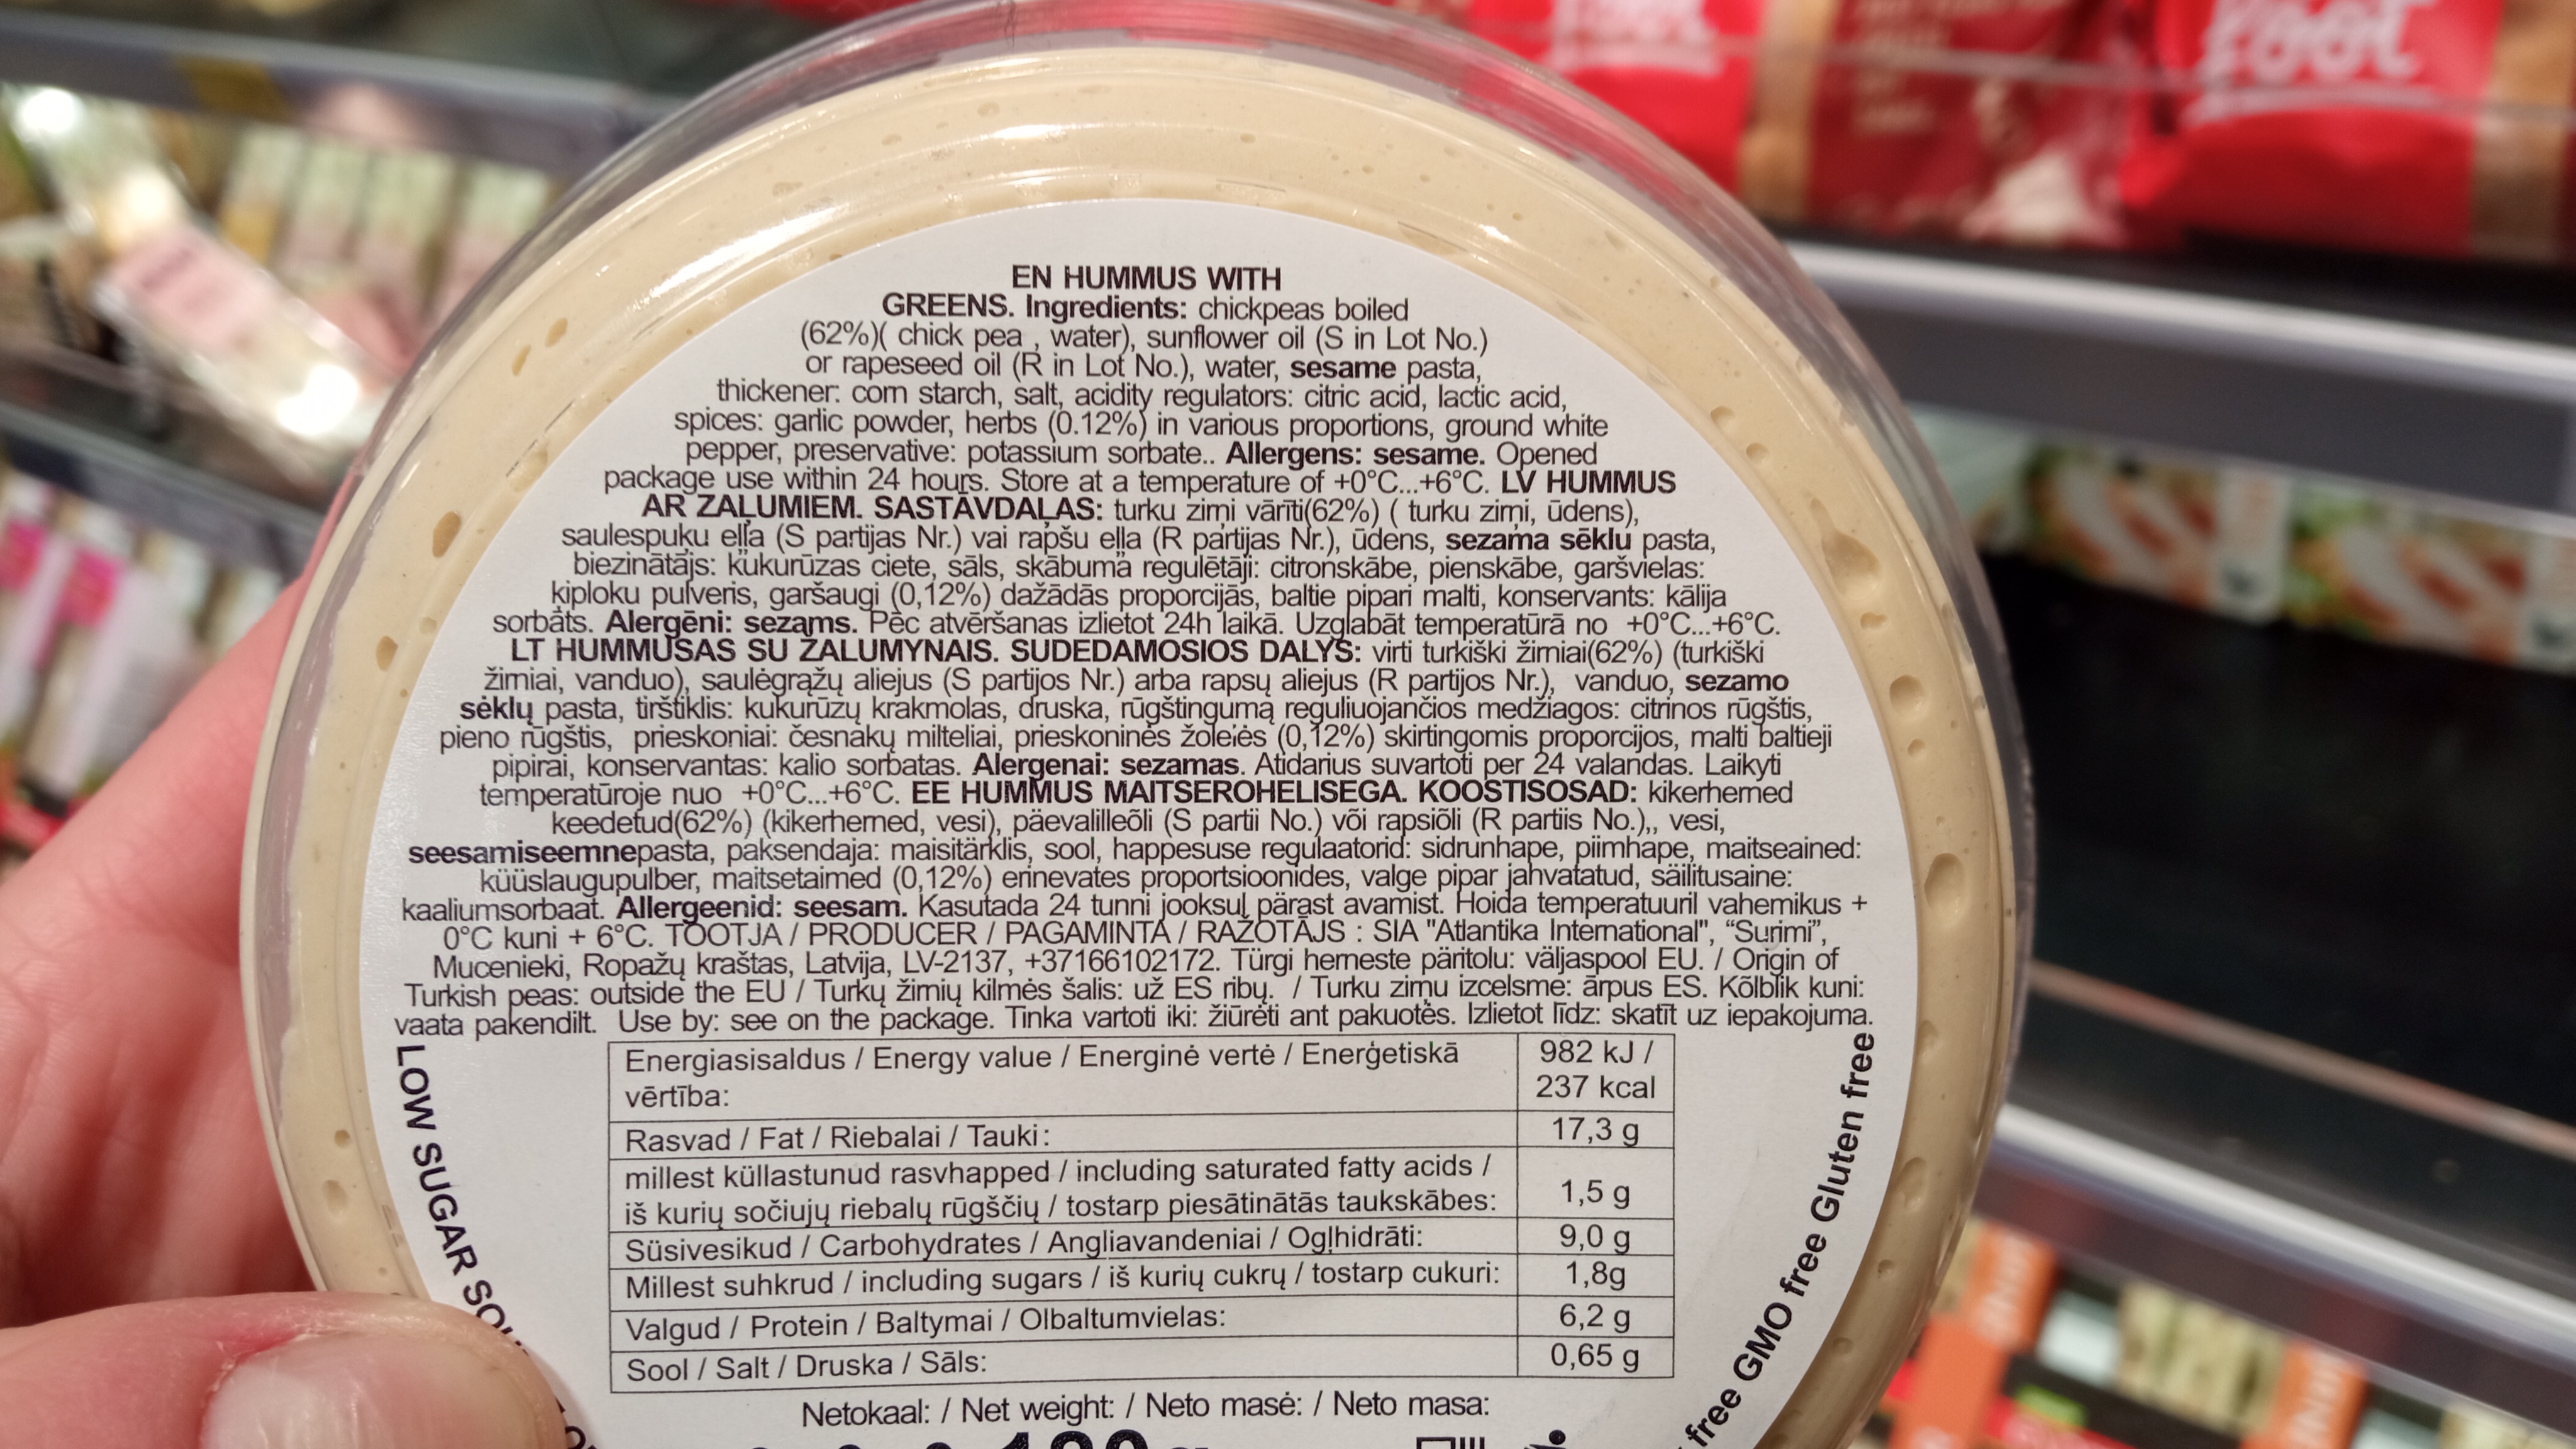 EN HUMMUS WITH
GREENS. Ingredients: chickpeas boiled
(62%)( chick pea , water), sunflower oil (S in Lot No.)
or rapeseed oil (R in Lot No.), water, sesame pasta,
thickener: corn starch, salt, acidity regulators: citric acid, lactic acid,
spices: garlic powder, herbs (0.12%) in various proportions, ground white
pepper, preservative: potassium sorbate.. Allergens: sesame. Opened
package use within 24 hours. Store at a temperature of +0°C...+6°C. LV HUMMUS
AR ZAĻUMIEM. SASTĀVDAĻAS: turku zirņi vārīti(62%) ( turku zirņi, ūdens),
saulespuķu eļļa (S partijas Nr.) vai rapšu eļļa (R partijas Nr.), ūdens, sezama sēklu pasta,
biezinātājs: kukurūzas ciete, sāls, skābuma regulētāji: citronskābe, pienskābe, garšvielas:
ķiploku pulveris, garšaugi (0,12%) dažādās proporcijās, baltie pipari malti, konservants: kālija
sorbāts. Alergēni: sezams. Pēc atvēršanas izlietot 24h laikā. Uzglabāt temperatūrā no +0°C...+6°C.
LT HUMMUSAS SU ŽALUMYNAIS. SUDEDAMOSIOS DALYS: virti turkiški žirniai(62%) (turkiški
žirniai, vanduo), saulėgrąžų aliejus (S partijos Nr.) arba rapsų aliejus (R partijos Nr.), vanduo, sezamo
sėklų pasta, tirštiklis: kukurūzų krakmolas, druska, rūgštingumą reguliuojančios medžiagos: citrinos rūgštis,
pieno rūgštis, prieskoniai: česnakų milteliai, prieskoninės žolelės (0,12%) skirtingomis proporcijos, malti baltieji
pipirai, konservantas: kalio sorbatas. Alergenai: sezamas. Atidarius suvartoti per 24 valandas. Laikyti
temperatūroje nuo +0°C...+6°C. EE HUMMUS MAITSEROHELISEGA. KOOSTISOSAD: kikerherned
keedetud(62%) (kikerherned, vesi), päevalilleõli (S partii No.) või rapsiõli (R partiis No.),, vesi,
seesamiseemnepasta, paksendaja: maisitärklis, sool, happesuse regulaatorid: sidrunhape, piimhape, maitseained:
küüslaugupulber, maitsetaimed (0,12%) erinevates proportsioonides, valge pipar jahvatatud, säilitusaine:
kaaliumsorbaat. Allergeenid: seesam. Kasutada 24 tunni jooksul pärast avamist. Hoida temperatuuril vahemikus +
0°C kuni + 6°C. TOOTJA / PRODUCER / PAGAMINTA / RAŽOTĀJS : SIA "Atlantika International", “Surimi”,
Mucenieki, Ropažų kraštas, Latvija, LV-2137, +37166102172. Türgi herneste päritolu: väljaspool EU. / Origin of
Turkish peas: outside the EU / Turkų žirnių kilmės šalis: už ES ribų. / Turku zirņu izcelsme: ārpus ES. Kõlblik kuni:
vaata pakendilt. Use by: see on the package. Tinka vartoti iki: žiūrėti ant pakuotės. Izlietot līdz: skatīt uz iepakojuma.
Energiasisaldus / Energy value / Energinė vertė / Enerģetiskā
vērtība:
982 kJ /
237 kcal
Rasvad / Fat / Riebalai / Tauki: 17,3 g
millest küllastunud rasvhapped / including saturated fatty acids /
iš kurių sočiųjų riebalų rūgščių / tostarp piesātinātās taukskābes: 1,5 g
Süsivesikud / Carbohydrates / Angliavandeniai / Ogļhidrāti: 9,0 g
Millest suhkrud / including sugars / iš kurių cukrų / tostarp cukuri: 1,8g
Valgud / Protein / Baltymai / Olbaltumvielas: 6,2 g
Sool / Salt / Druska / Sāls: 0,65 g
Netokaal: / Net weight: / Neto masė: / Neto masa:
LOW SUGAR
free GMO free Gluten free
root